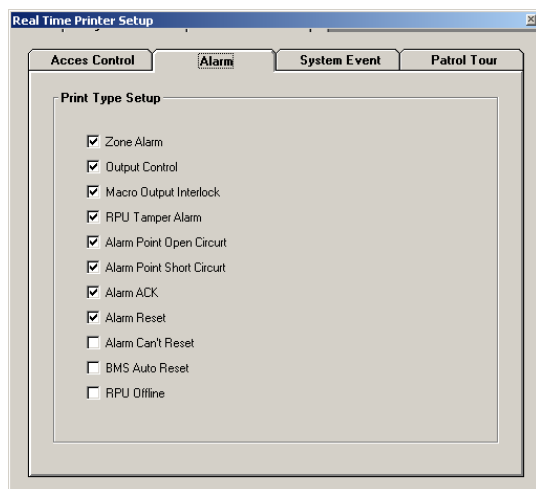 Real Time Printer Setup
Acces Control
Alarm
System Event
Patrol Tour
Print Type Setup
Zone Alarm
Output Control
Macro Output Interlock
RPU Tamper Alarm
Alarm Point Open Circurt
Alarm Point Short Circurt
Alarm ACK
Alarm Reset
Alarm Can't Reset
BMS Auto Reset
RPU Offline